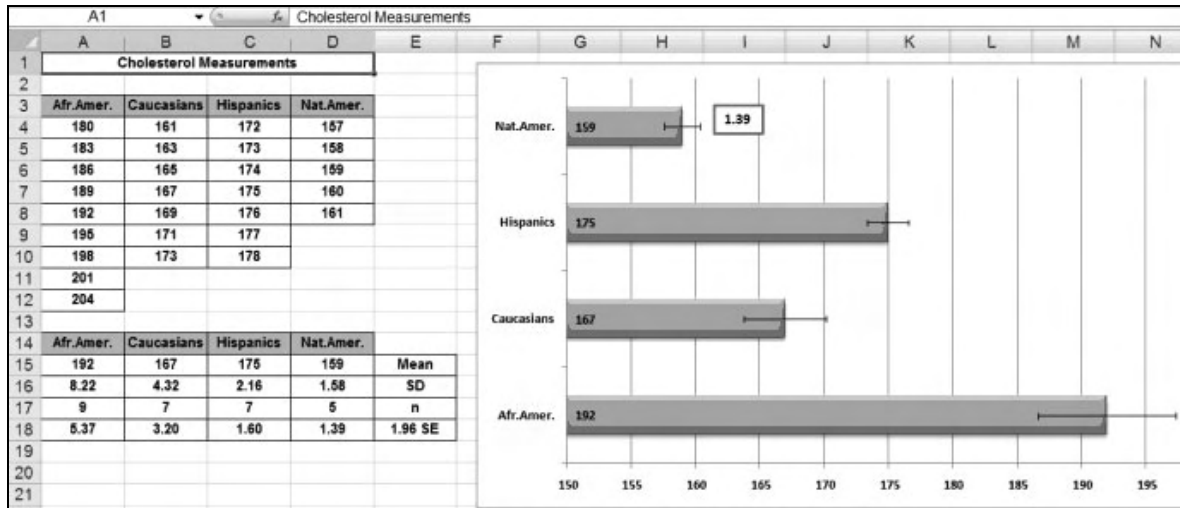 A1 fx Cholesterol Measurements
A B C D E F G H I J K L M N
1 Cholesterol Measurements
2
3 Afr.Amer. Caucasians Hispanics Nat.Amer.
4 180 161 172 157
5 183 163 173 158
6 186 165 174 159
7 189 167 175 160
8 192 169 176 161
9 195 171 177
10 198 173 178
11 201
12 204
13
14 Afr.Amer. Caucasians Hispanics Nat.Amer.
15 192 167 175 159 Mean
16 8.22 4.32 2.16 1.58 SD
17 9 7 7 5 n
18 5.37 3.20 1.60 1.39 1.96 SE
19
20
21
Nat.Amer. 159 1.39
Hispanics 175
Caucasians 167
Afr.Amer. 192
150 155 160 165 170 175 180 185 190 195